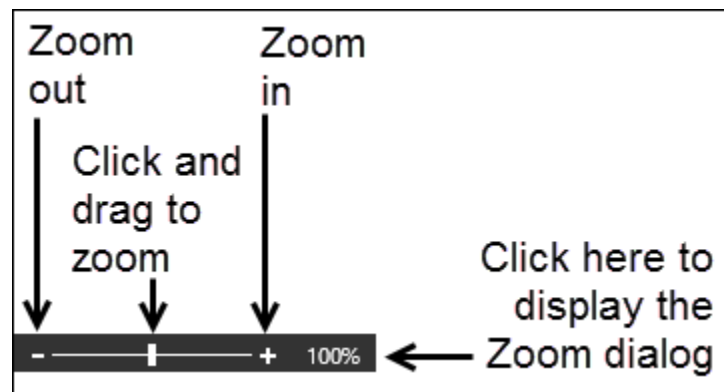 Zoom
out
Zoom
in
Click and
drag to
zoom
Click here to
display the
Zoom dialog
- + 100%